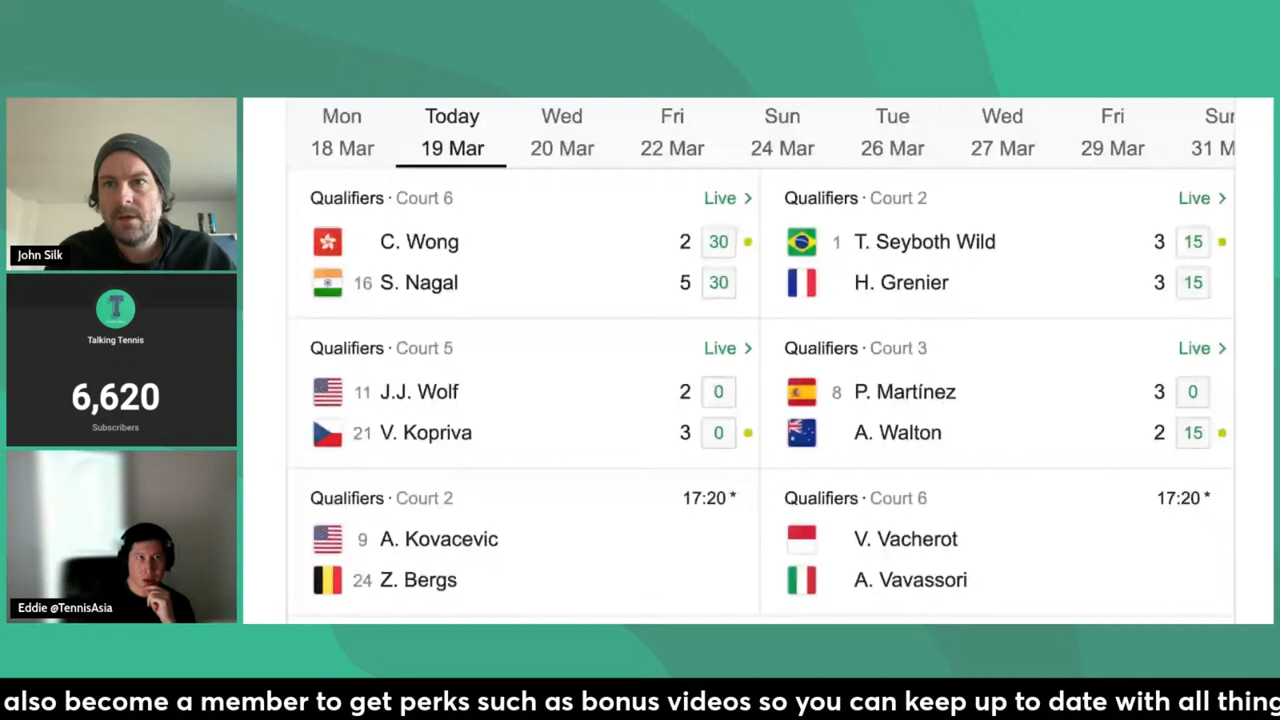 John Silk
T
Talking Tennis
6,620
Subscribers
Eddie @TennisAsia
Mon Today Wed Fri Sun Tue Wed Fri Sur
18 Mar 19 Mar 20 Mar 22 Mar 24 Mar 26 Mar 27 Mar 29 Mar 31 M
Qualifiers · Court 6 Live >
C. Wong 2 30
16 S. Nagal 5 30
Qualifiers · Court 2 Live >
1 T. Seyboth Wild 3 15
H. Grenier 3 15
Qualifiers · Court 5 Live >
11 J.J. Wolf 2 0
21 V. Kopriva 3 0
Qualifiers · Court 3 Live >
8 P. Martínez 3 0
A. Walton 2 15
Qualifiers · Court 2 17:20 *
9 A. Kovacevic
24 Z. Bergs
Qualifiers · Court 6 17:20 *
V. Vacherot
A. Vavassori
also become a member to get perks such as bonus videos so you can keep up to date with all thing